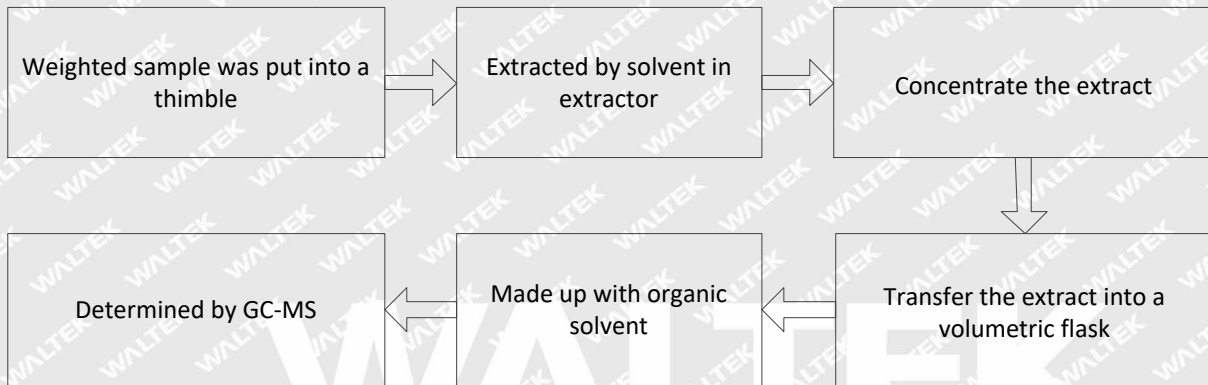 Weighted sample was put into a
thimble
Extracted by solvent in
extractor
Concentrate the extract
Transfer the extract into a
volumetric flask
Made up with organic
solvent
Determined by GC-MS
WALTEK